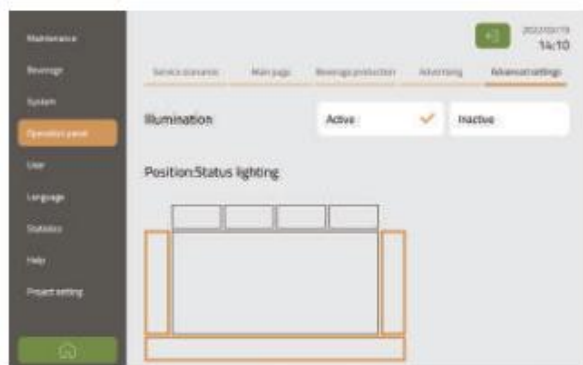 Maintenance
Beverage
System
Operation panel
User
Language
Statistics
Help
Project setting
14:10
Service scenario Main page Beverage production Advertising Advanced settings
Illumination Active Inactive
Position:Status lighting